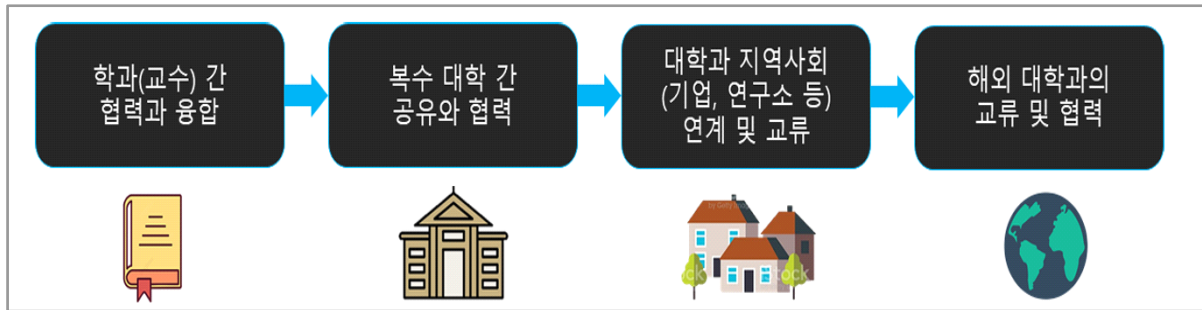 학과(교수) 간
협력과 융합
복수 대학 간
공유와 협력
대학과 지역사회
(기업, 연구소 등)
연계 및 교류
해외 대학과의
교류 및 협력